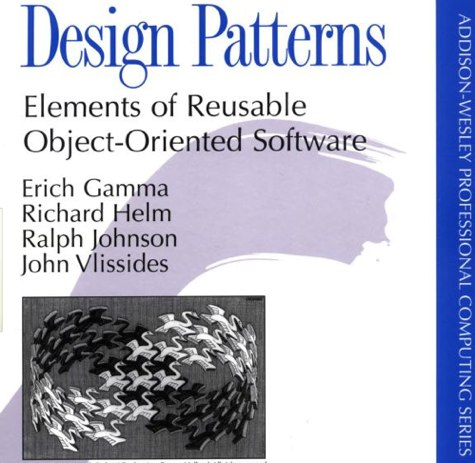 Design Patterns
Elements of Reusable
Object-Oriented Software
Erich Gamma
Richard Helm
Ralph Johnson
John Vlissides
ADDISON-WESLEY PROFESSIONAL COMPUTING SERIES